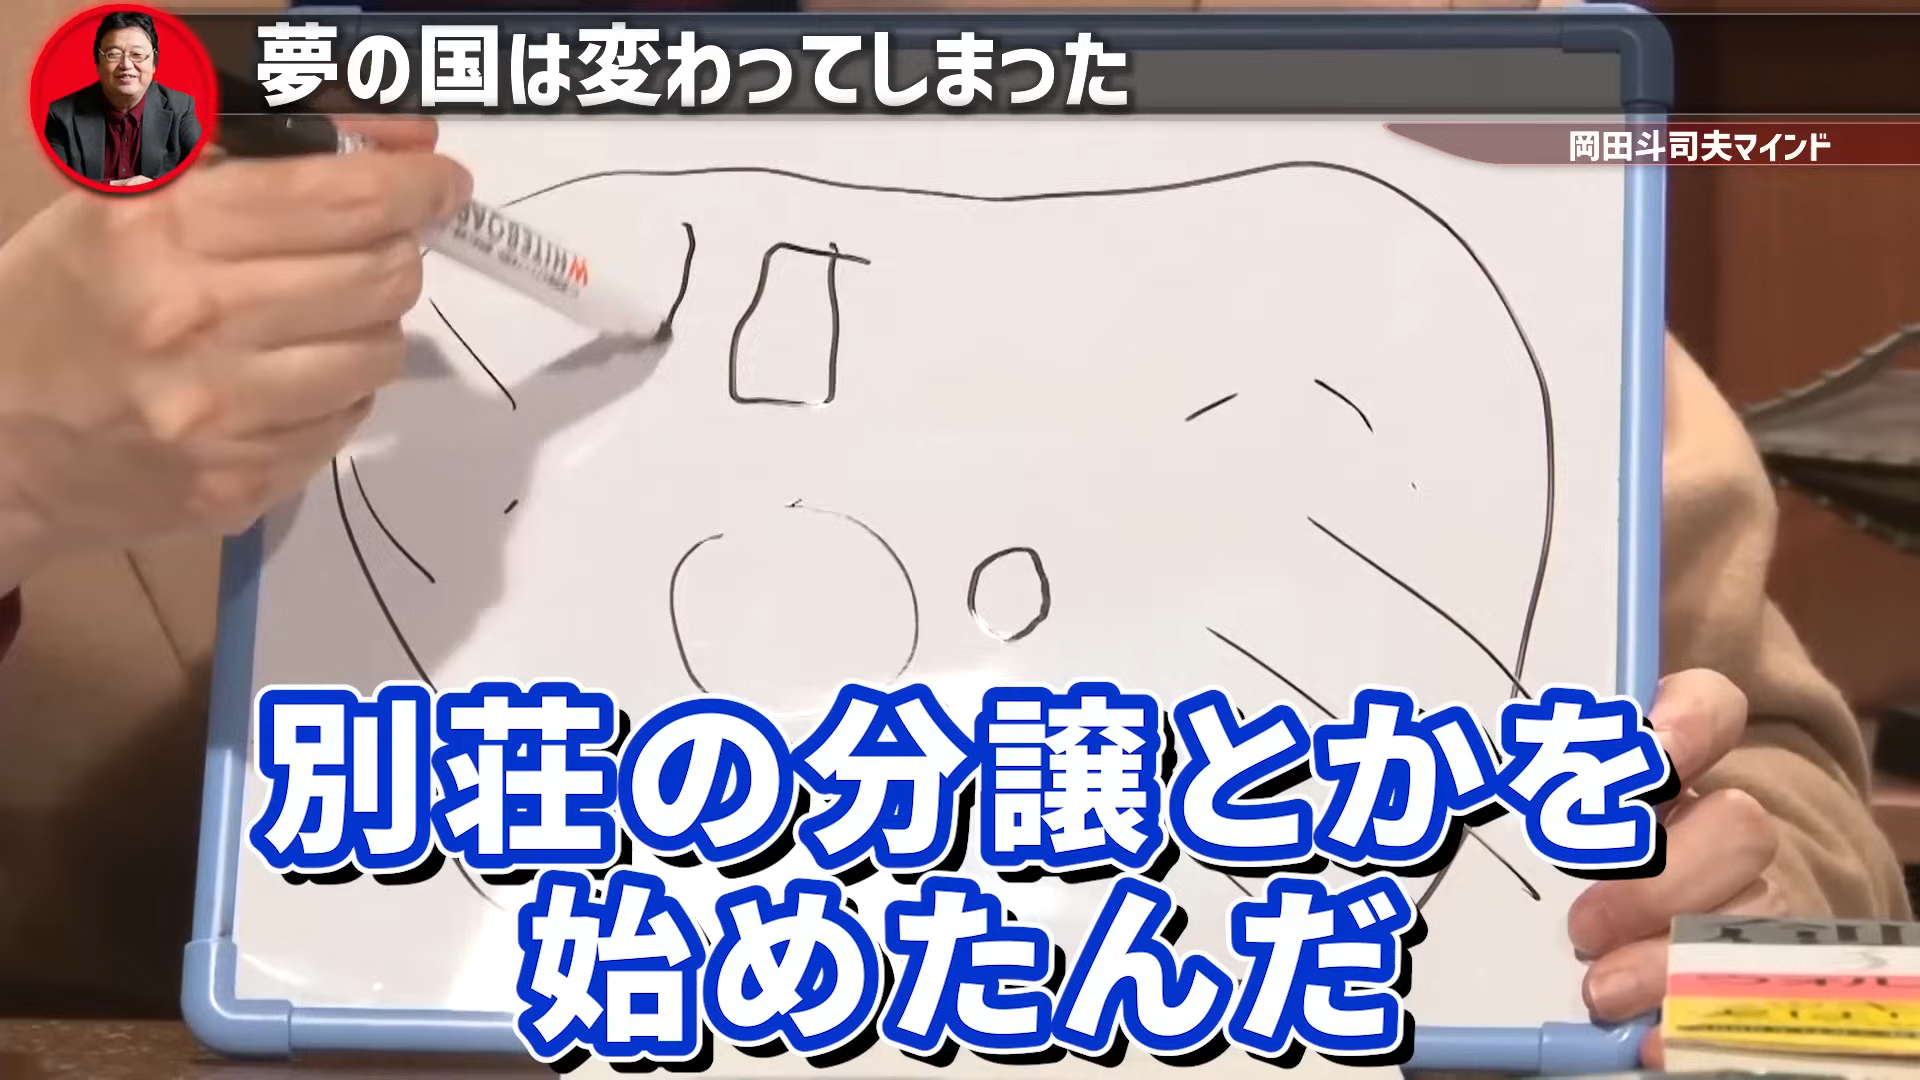 夢の国は変わってしまった
岡田斗司夫マインド
WHITEBOARD
別荘の分譲とかを
始めたんだ